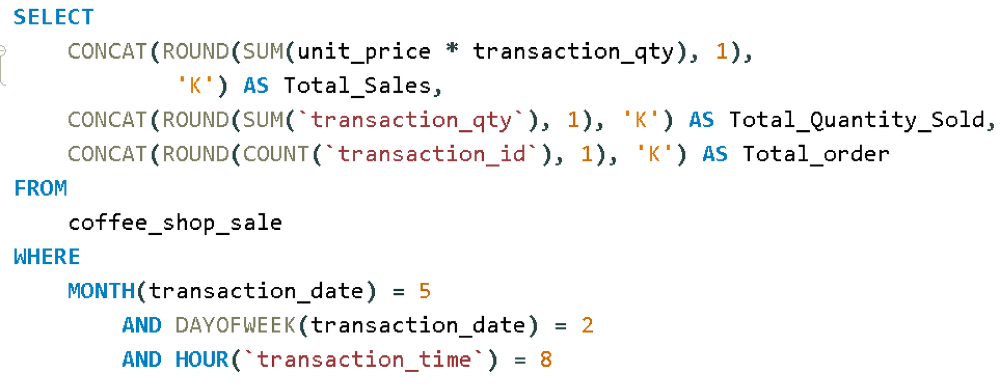 SELECT
CONCAT(ROUND(SUM(unit_price * transaction_qty), 1),
'K') AS Total_Sales,
CONCAT(ROUND(SUM(`transaction_qty`), 1), 'K') AS Total_Quantity_Sold,
CONCAT(ROUND(COUNT(`transaction_id`), 1), 'K') AS Total_order
FROM
coffee_shop_sale
WHERE
MONTH(transaction_date) = 5
AND DAYOFWEEK(transaction_date) = 2
AND HOUR(`transaction_time`) = 8